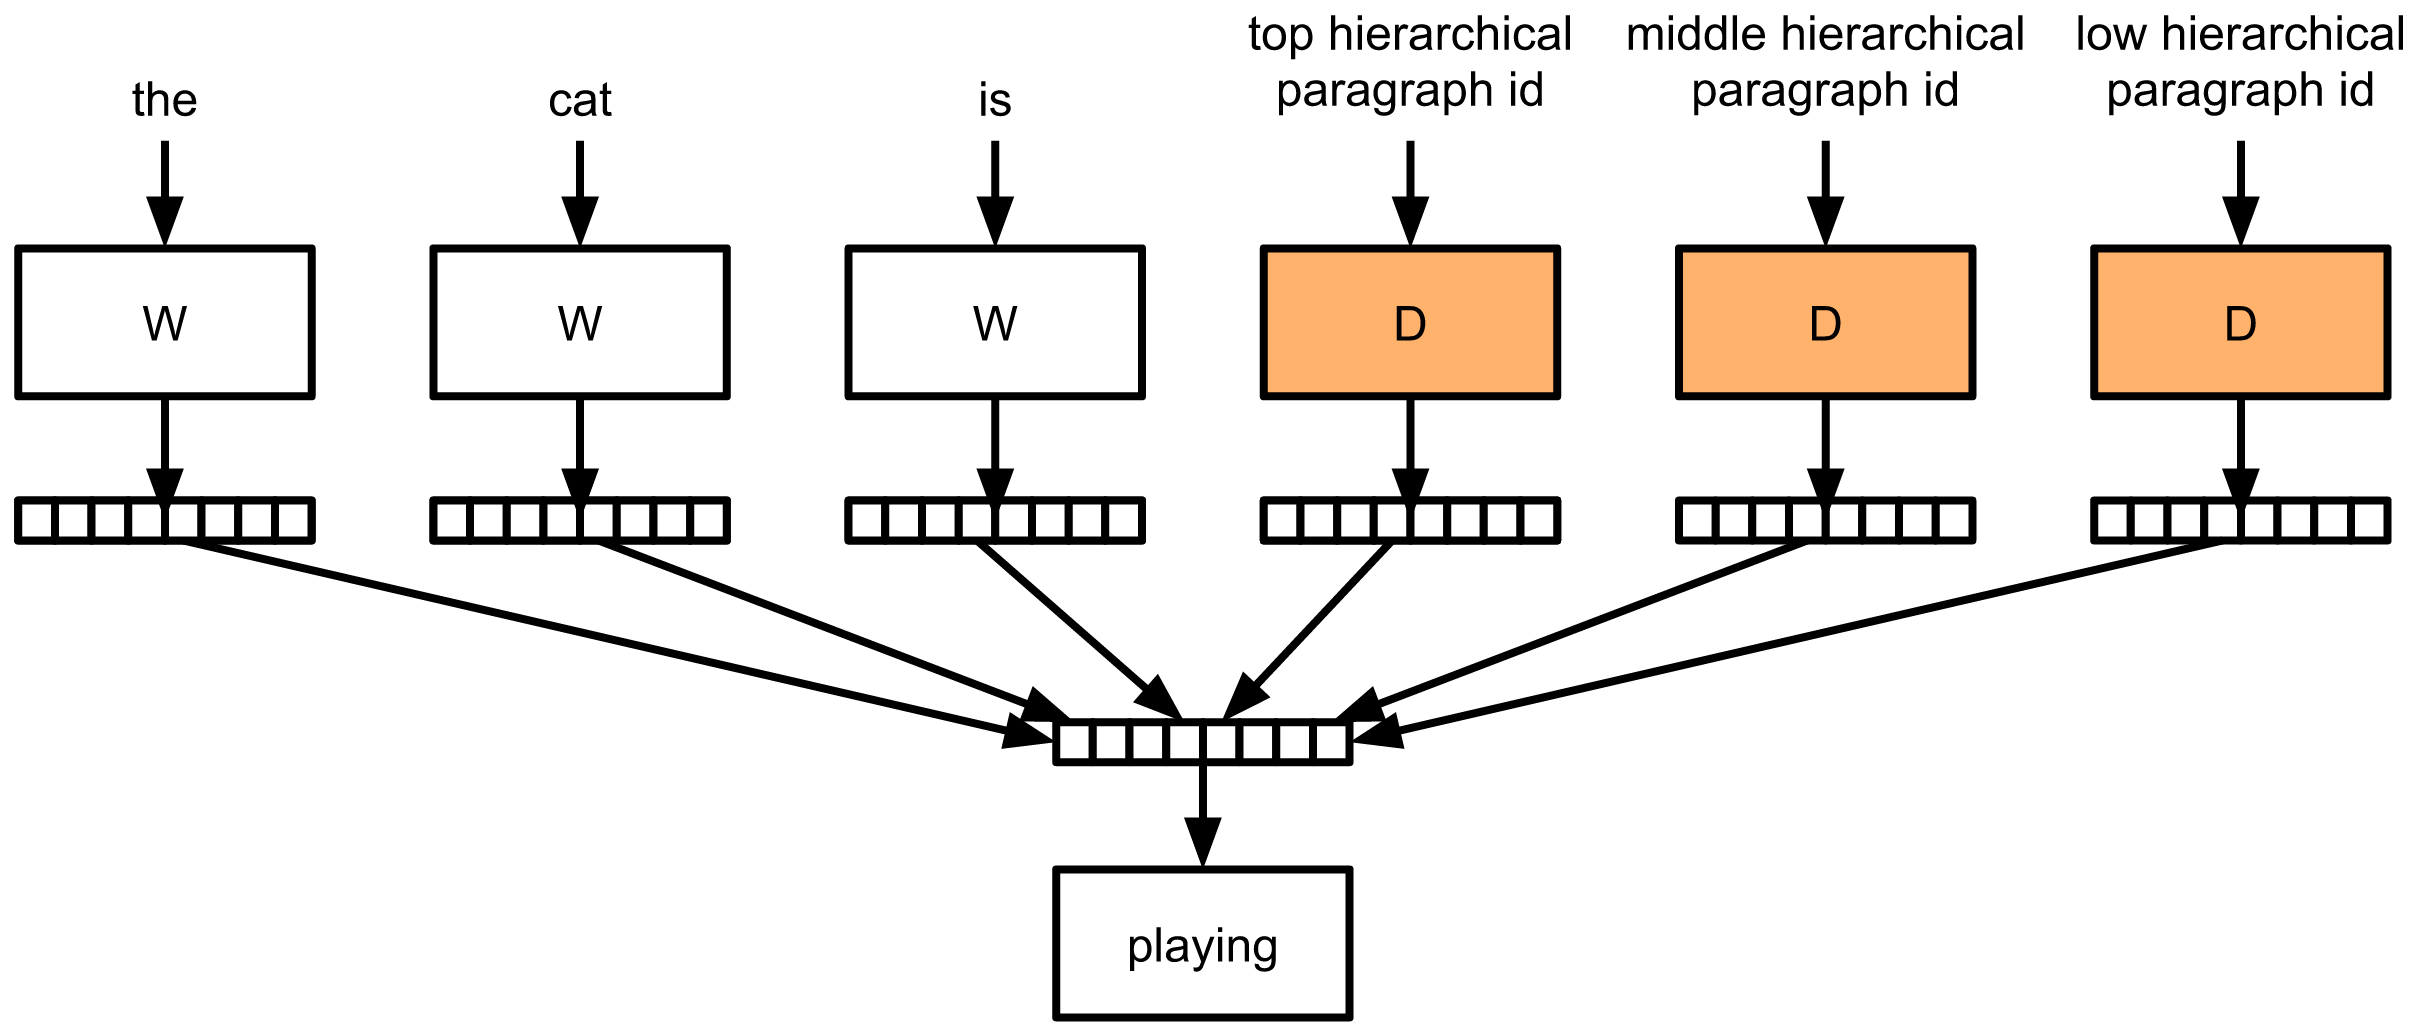 the
cat
is
top hierarchical
paragraph id
middle hierarchical
paragraph id
low hierarchical
paragraph id
W
W
W
D
D
D
playing